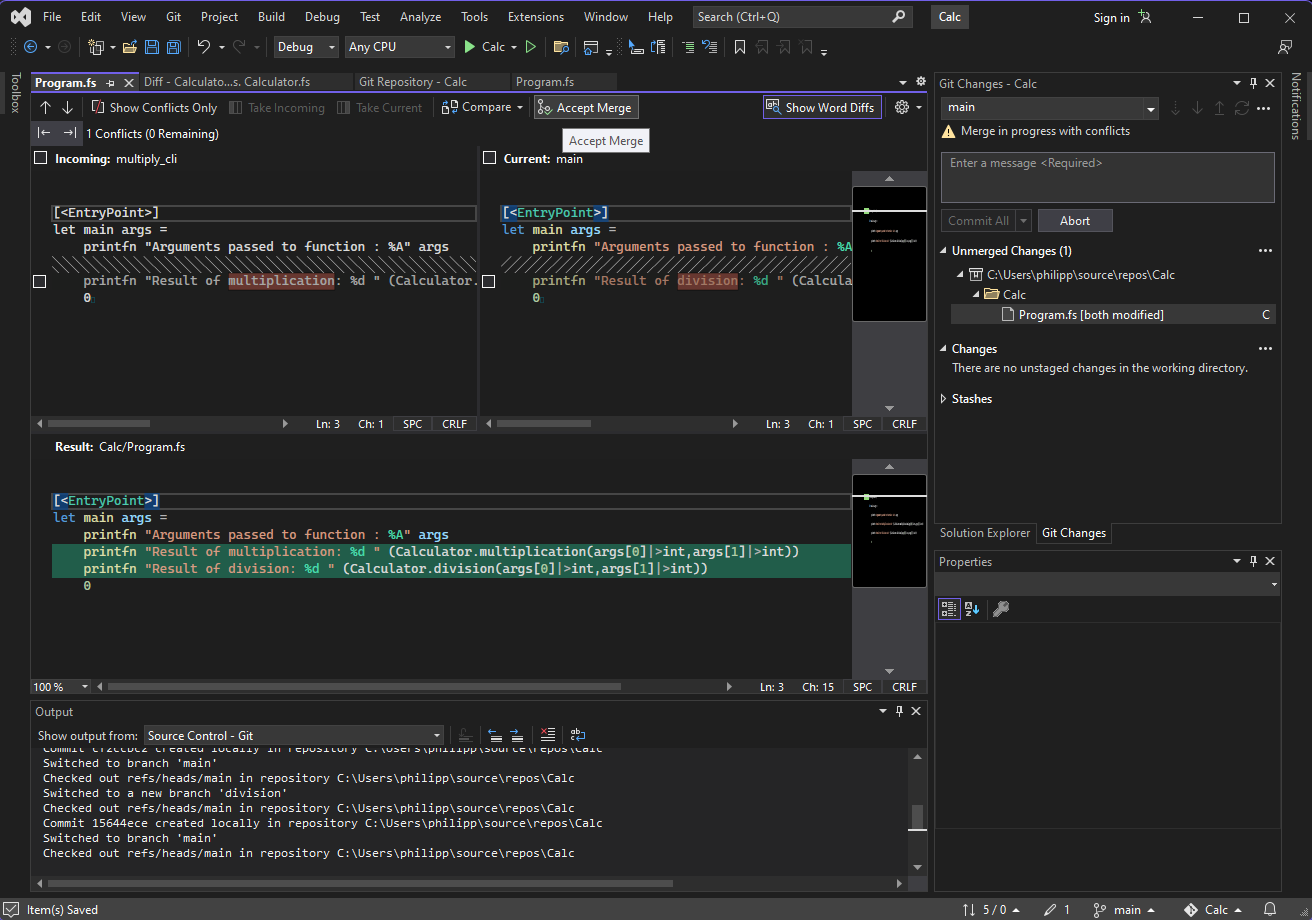 File Edit View Git Project Build Debug Test Analyze Tools Extensions Window Help Search (Ctrl+Q) Calc Sign in
Debug Any CPU Calc
Toolbox
Program.fs Diff - Calculato...s. Calculator.fs Git Repository - Calc Program.fs
Show Conflicts Only Take Incoming Take Current Compare Accept Merge Show Word Diffs
1 Conflicts (0 Remaining)
Accept Merge
Incoming: multiply_cli
[<EntryPoint>]
let main args =
printfn "Arguments passed to function : %A" args
printfn "Result of multiplication: %d " (Calculator.
0
Ln: 3 Ch: 1 SPC CRLF
Current: main
[<EntryPoint>]
let main args =
printfn "Arguments passed to function : %A
printfn "Result of division: %d " (Calcula
0
Ln: 3 Ch: 1 SPC CRLF
Result: Calc/Program.fs
[<EntryPoint>]
let main args =
printfn "Arguments passed to function : %A" args
printfn "Result of multiplication: %d " (Calculator.multiplication(args[0]|>int,args[1]|>int))
printfn "Result of division: %d " (Calculator.division(args[0]|>int,args[1]|>int))
0
100 % Ln: 3 Ch: 15 SPC CRLF
Output
Show output from: Source Control - Git
Commit cf2ccbc2 created locally in repository C:\Users\philipp\source\repos\Calc
Switched to branch 'main'
Checked out refs/heads/main in repository C:\Users\philipp\source\repos\Calc
Switched to a new branch 'division'
Checked out refs/heads/main in repository C:\Users\philipp\source\repos\Calc
Commit 15644ece created locally in repository C:\Users\philipp\source\repos\Calc
Switched to branch 'main'
Checked out refs/heads/main in repository C:\Users\philipp\source\repos\Calc
Git Changes - Calc
main
Merge in progress with conflicts
Enter a message <Required>
Commit All Abort
Unmerged Changes (1)
C:\Users\philipp\source\repos\Calc
Calc
Program.fs [both modified] C
Changes
There are no unstaged changes in the working directory.
Stashes
Solution Explorer Git Changes
Properties
Notifications
Item(s) Saved 5 / 0 1 main Calc